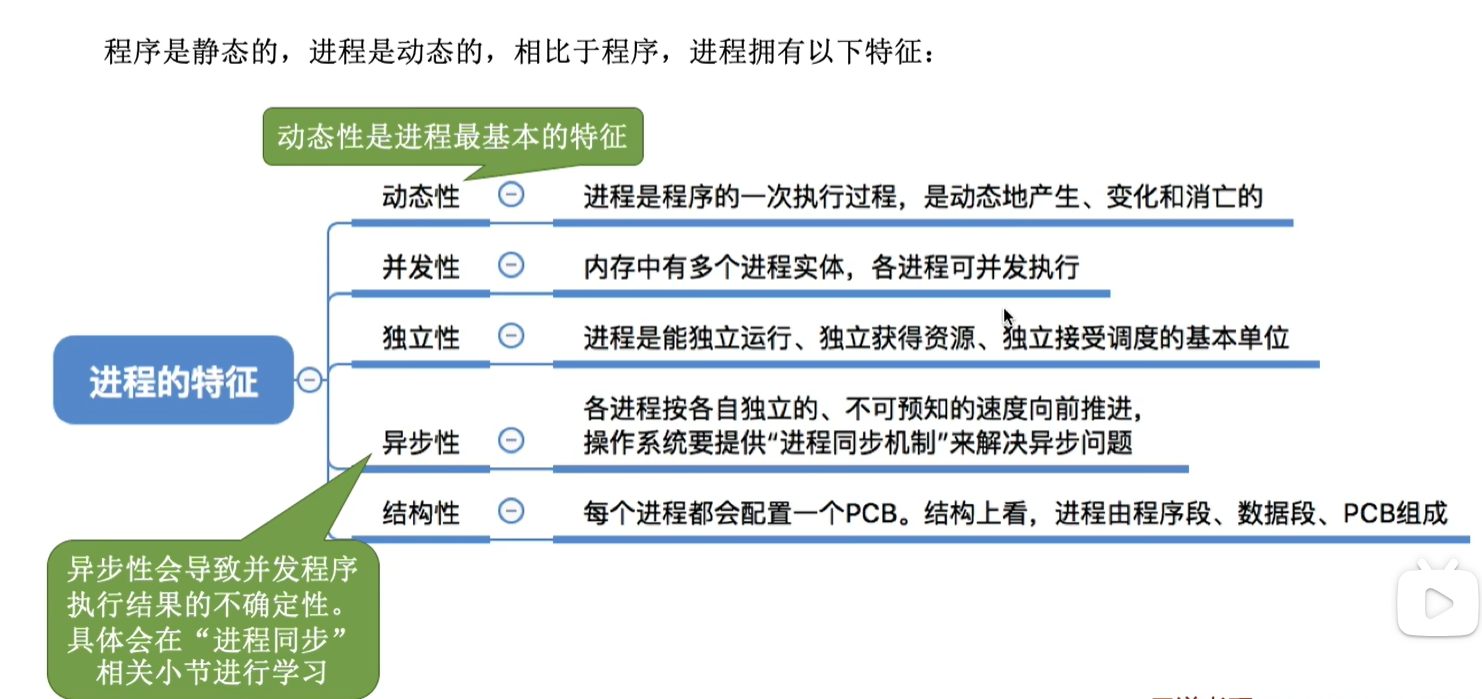 程序是静态的，进程是动态的，相比于程序，进程拥有以下特征：
动态性是进程最基本的特征
动态性
进程是程序的一次执行过程，是动态地产生、变化和消亡的
并发性
内存中有多个进程实体，各进程可并发执行
独立性
进程是能独立运行、独立获得资源、独立接受调度的基本单位
进程的特征
异步性
各进程按各自独立的、不可预知的速度向前推进，
操作系统要提供“进程同步机制”来解决异步问题
结构性
每个进程都会配置一个PCB。结构上看，进程由程序段、数据段、PCB组成
异步性会导致并发程序
执行结果的不确定性。
具体会在“进程同步”
相关小节进行学习